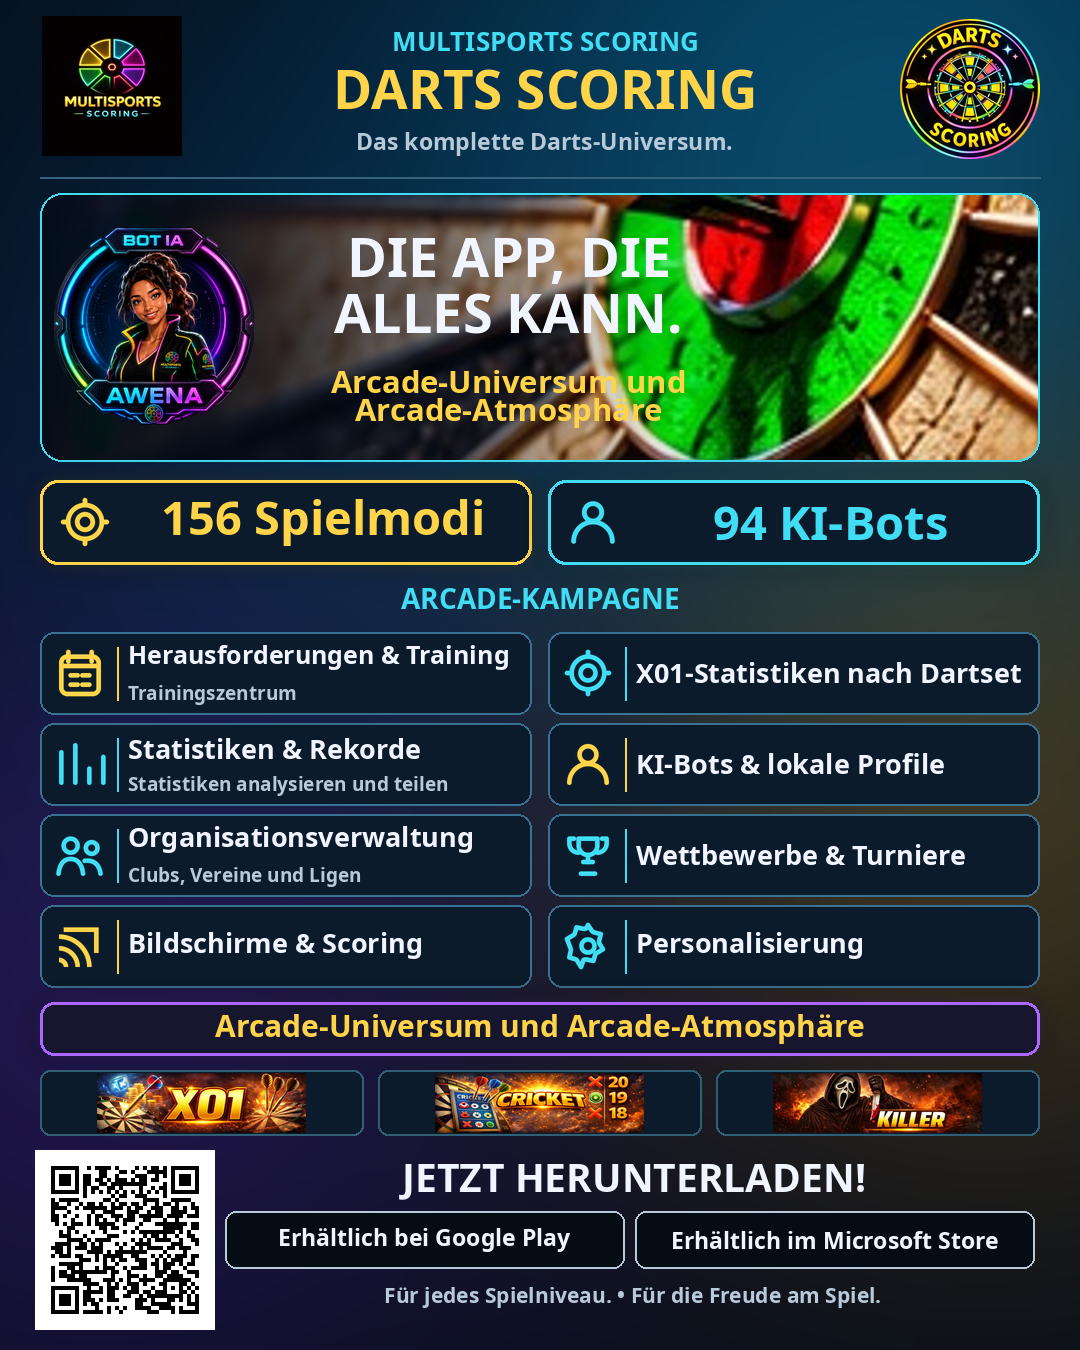 MULTISPORTS
SCORING
MULTISPORTS SCORING
DARTS SCORING
Das komplette Darts-Universum.
DARTS
SCORING
BOT IA
AWENA
DIE APP, DIE
ALLES KANN.
Arcade-Universum und
Arcade-Atmosphäre
156 Spielmodi
94 KI-Bots
ARCADE-KAMPAGNE
Herausforderungen & Training
Trainingszentrum
X01-Statistiken nach Dartset
Statistiken & Rekorde
Statistiken analysieren und teilen
KI-Bots & lokale Profile
Organisationsverwaltung
Clubs, Vereine und Ligen
Wettbewerbe & Turniere
Bildschirme & Scoring
Personalisierung
Arcade-Universum und Arcade-Atmosphäre
X01
CRICKET
CRICKET
20
19
18
KILLER
JETZT HERUNTERLADEN!
Erhältlich bei Google Play
Erhältlich im Microsoft Store
Für jedes Spielniveau. • Für die Freude am Spiel.